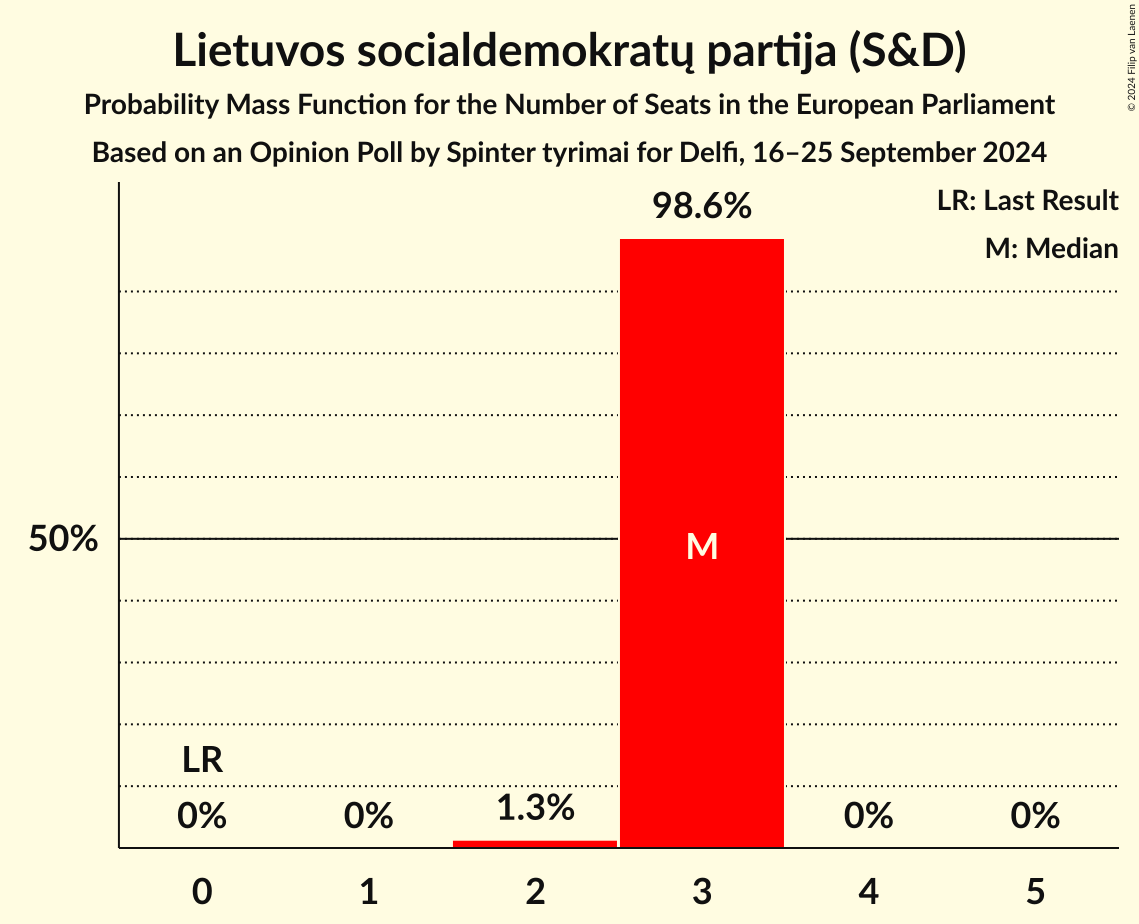 Lietuvos socialdemokratų partija (S&D)
Probability Mass Function for the Number of Seats in the European Parliament
Based on an Opinion Poll by Spinter tyrimai for Delfi, 16–25 September 2024
© 2024 Filip van Laenen
98.6%
LR: Last Result
M: Median
50%
M
LR
0%
0%
1.3%
0%
0%
0
1
2
3
4
5